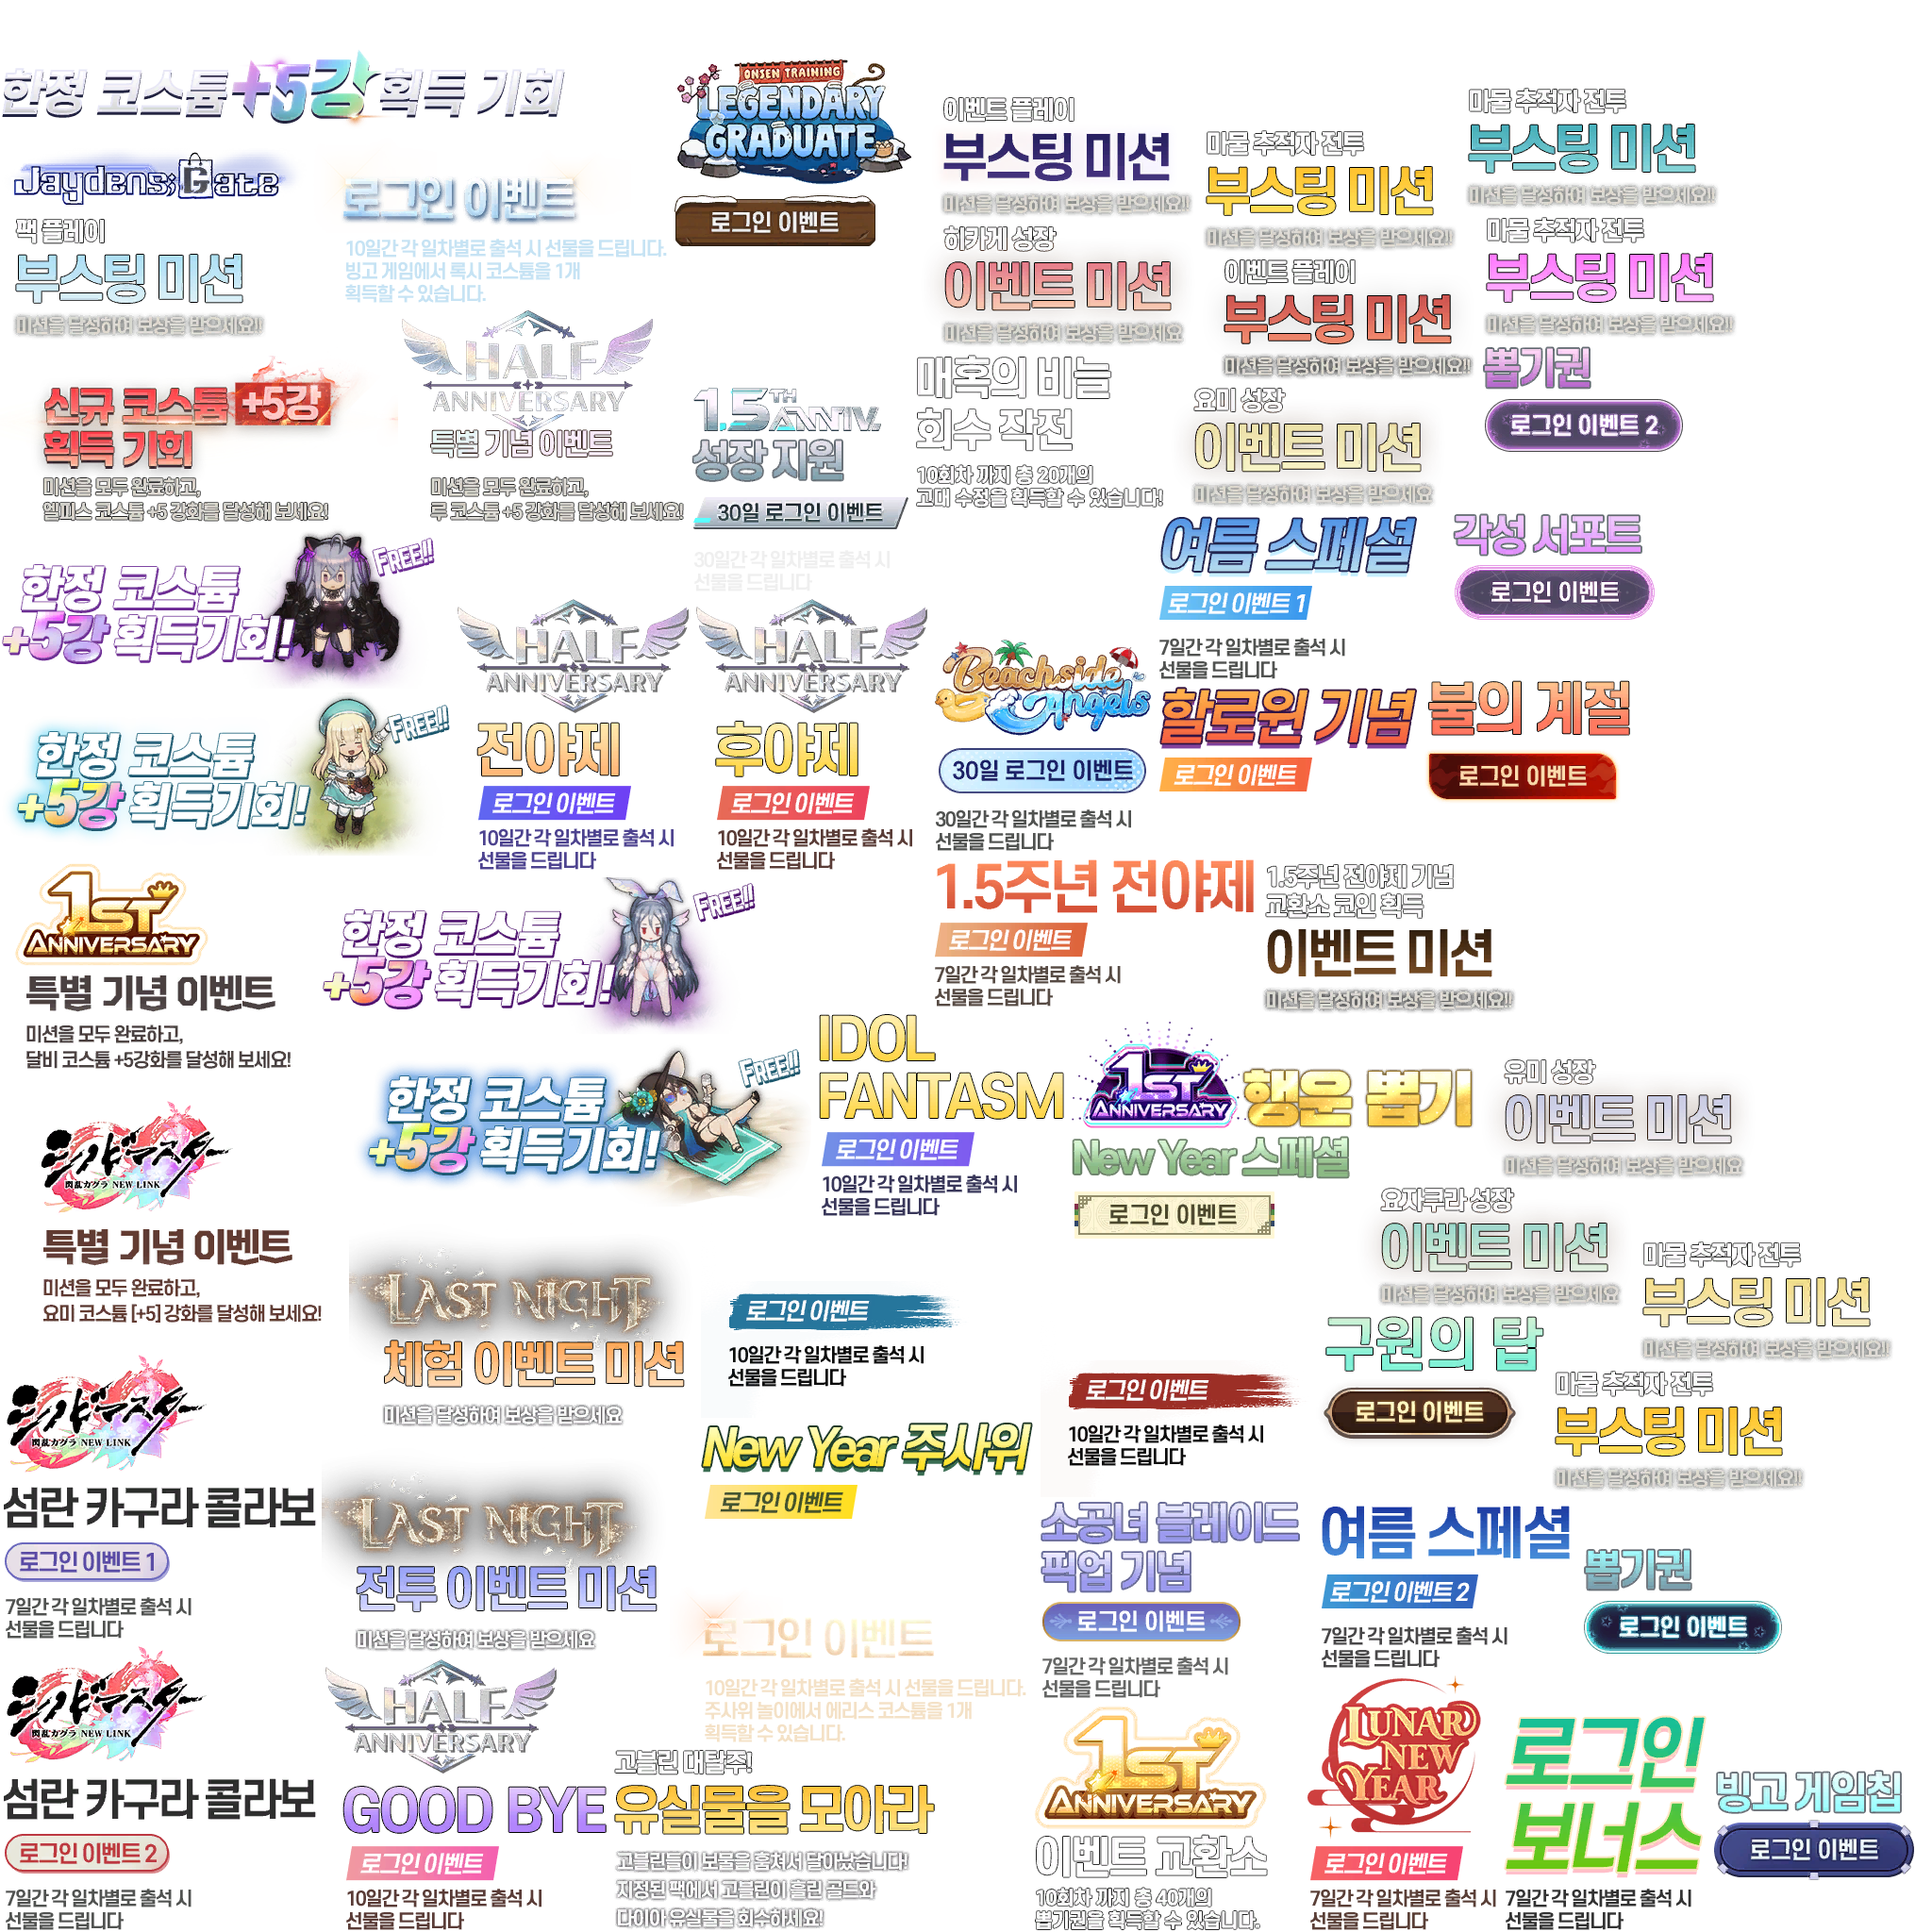 한정 코스튬 +5강 획득 기회
Jaydens;Gate
팩 플레이
부스팅 미션
미션을 달성하여 보상을 받으세요!!
로그인 이벤트
10일간 각 일차별로 출석 시 선물을 드립니다.
빙고 게임에서 록시 코스튬을 1개
획득할 수 있습니다.
ONSEN TRAINING
LEGENDARY
GRADUATE
로그인 이벤트
이벤트 플레이
부스팅 미션
미션을 달성하여 보상을 받으세요!!
마물 추적자 전투
부스팅 미션
미션을 달성하여 보상을 받으세요!!
마물 추적자 전투
부스팅 미션
미션을 달성하여 보상을 받으세요!!
히카게 성장
이벤트 미션
미션을 달성하여 보상을 받으세요
이벤트 플레이
부스팅 미션
미션을 달성하여 보상을 받으세요!!
마물 추적자 전투
부스팅 미션
미션을 달성하여 보상을 받으세요!!
신규 코스튬 +5강
획득 기회
미션을 모두 완료하고,
엘피스 코스튬 +5 강화를 달성해 보세요!
HALF
ANNIVERSARY
특별 기념 이벤트
미션을 모두 완료하고,
루 코스튬 +5 강화를 달성해 보세요!
1.5TH
ANNIV.
성장 지원
30일 로그인 이벤트
30일간 각 일차별로 출석 시
선물을 드립니다
매혹의 비늘
회수 작전
10회차 까지 총 20개의
고대 수정을 획득할 수 있습니다!
요미 성장
이벤트 미션
미션을 달성하여 보상을 받으세요
뽑기권
로그인 이벤트 2
한정 코스튬
+5강 획득기회!
FREE!!
여름 스페셜
로그인 이벤트 1
7일간 각 일차별로 출석 시
선물을 드립니다
각성 서포트
로그인 이벤트
한정 코스튬
+5강 획득기회!
FREE!!
HALF
ANNIVERSARY
전야제
로그인 이벤트
10일간 각 일차별로 출석 시
선물을 드립니다
HALF
ANNIVERSARY
후야제
로그인 이벤트
10일간 각 일차별로 출석 시
선물을 드립니다
Beachside
Angels
30일 로그인 이벤트
30일간 각 일차별로 출석 시
선물을 드립니다
할로윈 기념
로그인 이벤트
불의 계절
로그인 이벤트
1ST
ANNIVERSARY
특별 기념 이벤트
미션을 모두 완료하고,
달비 코스튬 +5강화를 달성해 보세요!
한정 코스튬
+5강 획득기회!
FREE!!
1.5주년 전야제
로그인 이벤트
7일간 각 일차별로 출석 시
선물을 드립니다
1.5주년 전야제 기념
교환소 코인 획득
이벤트 미션
미션을 달성하여 보상을 받으세요!!
シノビマスター
閃乱カグラ NEW LINK
특별 기념 이벤트
미션을 모두 완료하고,
요미 코스튬 [+5] 강화를 달성해 보세요!
한정 코스튬
+5강 획득기회!
FREE!!
IDOL
FANTASM
로그인 이벤트
10일간 각 일차별로 출석 시
선물을 드립니다
1ST
ANNIVERSARY
행운 뽑기
New Year 스페셜
로그인 이벤트
유미 성장
이벤트 미션
미션을 달성하여 보상을 받으세요
요자쿠라 성장
이벤트 미션
미션을 달성하여 보상을 받으세요
마물 추적자 전투
부스팅 미션
미션을 달성하여 보상을 받으세요!!
LAST NIGHT
체험 이벤트 미션
미션을 달성하여 보상을 받으세요
로그인 이벤트
10일간 각 일차별로 출석 시
선물을 드립니다
로그인 이벤트
10일간 각 일차별로 출석 시
선물을 드립니다
구원의 탑
로그인 이벤트
마물 추적자 전투
부스팅 미션
미션을 달성하여 보상을 받으세요!!
シノビマスター
閃乱カグラ NEW LINK
섬란 카구라 콜라보
로그인 이벤트 1
7일간 각 일차별로 출석 시
선물을 드립니다
LAST NIGHT
전투 이벤트 미션
미션을 달성하여 보상을 받으세요
New Year 주사위
로그인 이벤트
소공녀 블레이드
픽업 기념
로그인 이벤트
7일간 각 일차별로 출석 시
선물을 드립니다
여름 스페셜
로그인 이벤트 2
7일간 각 일차별로 출석 시
선물을 드립니다
뽑기권
로그인 이벤트
シノビマスター
閃乱カグラ NEW LINK
섬란 카구라 콜라보
로그인 이벤트 2
7일간 각 일차별로 출석 시
선물을 드립니다
HALF
ANNIVERSARY
GOOD BYE
로그인 이벤트
10일간 각 일차별로 출석 시
선물을 드립니다
로그인 이벤트
10일간 각 일차별로 출석 시 선물을 드립니다.
주사위 놀이에서 에리스 코스튬을 1개
획득할 수 있습니다.
고블린 대탈주!
유실물을 모아라
고블린들이 보물을 훔쳐서 달아났습니다!
지정된 팩에서 고블린이 흘린 골드와
다이아 유실물을 회수하세요!
1ST
ANNIVERSARY
이벤트 교환소
10회차 까지 총 40개의
뽑기권을 획득할 수 있습니다.
LUNAR
NEW
YEAR
로그인 이벤트
7일간 각 일차별로 출석 시
선물을 드립니다
로그인
보너스
7일간 각 일차별로 출석 시
선물을 드립니다
빙고 게임칩
로그인 이벤트